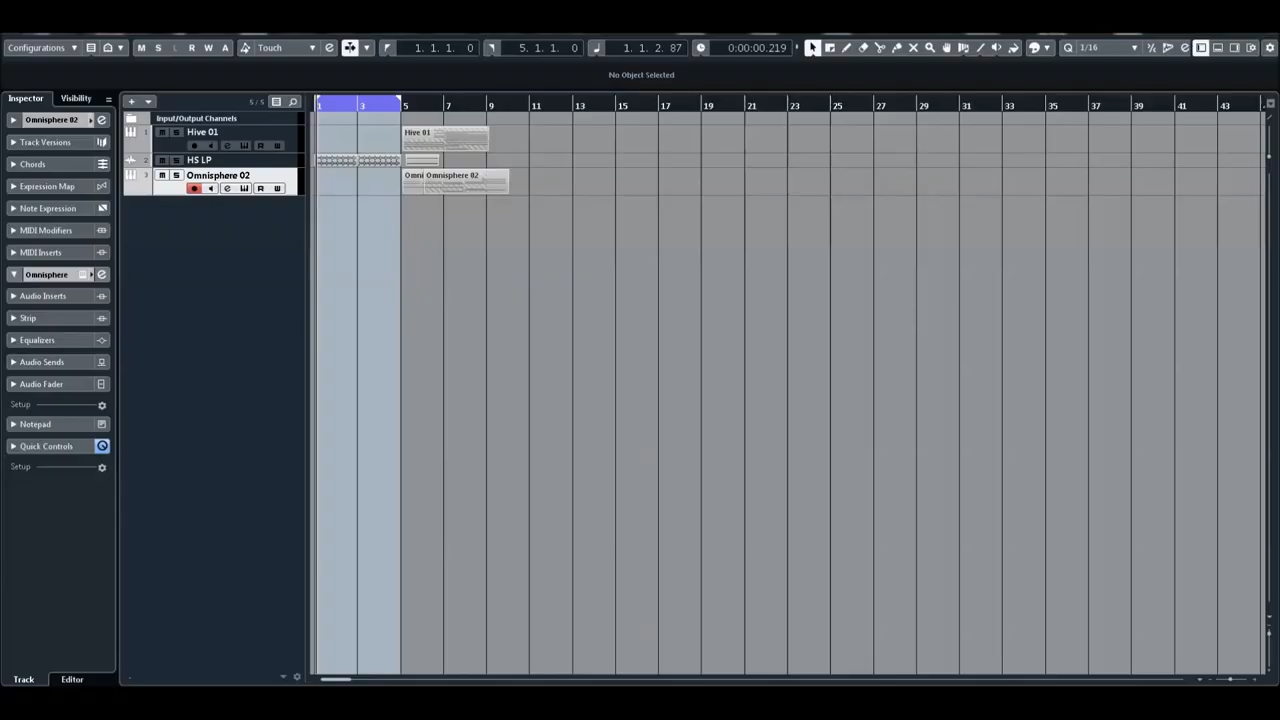 Configurations M S L R W A Touch 1. 1. 1. 0 5. 1. 1. 0 1. 1. 2. 87 0:00:00.219 Q 1/16
No Object Selected
Inspector Visibility 5/5 1 3 5 7 9 11 13 15 17 19 21 23 25 27 29 31 33 35 37 39 41 43
Omnisphere 02 Input/Output Channels
1 M S Hive 01 Hive 01
Track Versions R W
Chords 2 M S HS LP
3 M S Omnisphere 02 Omni Omnisphere 02
Expression Map R W
Note Expression
MIDI Modifiers
MIDI Inserts
Omnisphere
Audio Inserts
Strip
Equalizers
Audio Sends
Audio Fader
Setup
Notepad
Quick Controls
Setup
Track Editor